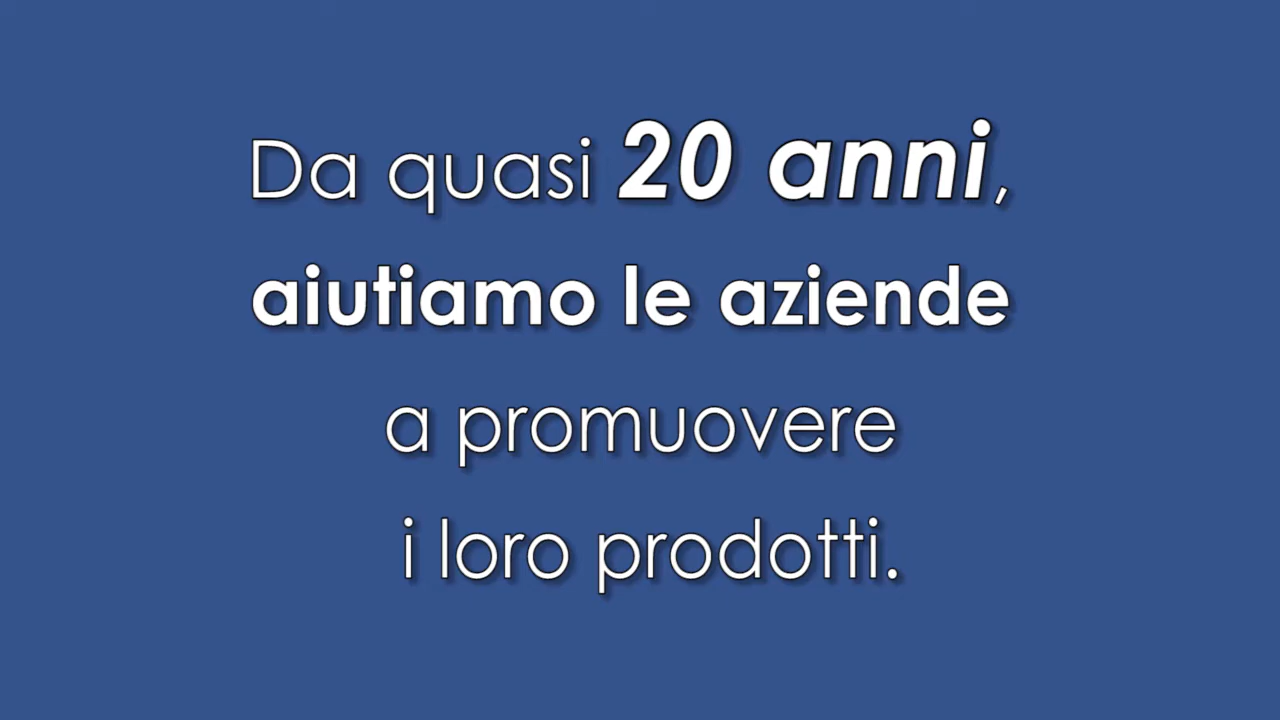 Da quasi 20 anni,
aiutiamo le aziende
a promuovere
i loro prodotti.